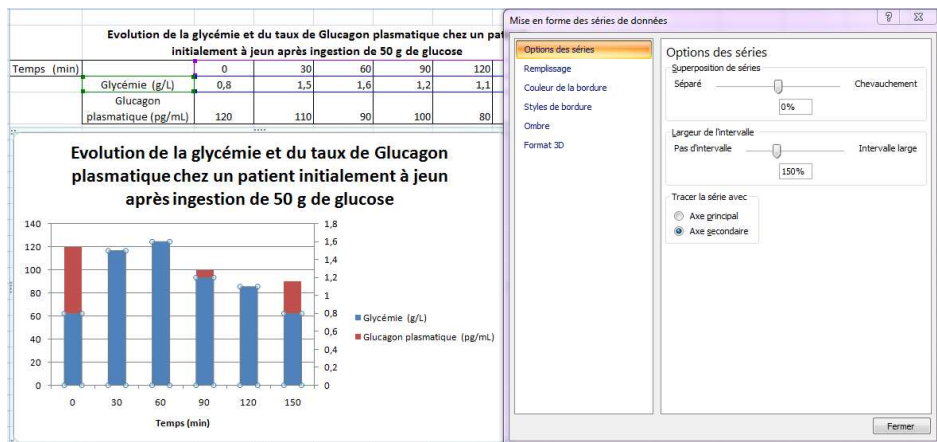 Evolution de la glycémie et du taux de Glucagon plasmatique chez un
initialement à jeun après ingestion de 50 g de glucose
Temps (min) 0 30 60 90 120
Glycémie (g/L) 0,8 1,5 1,6 1,2 1,1
Glucagon
plasmatique (pg/mL) 120 110 90 100 80
Evolution de la glycémie et du taux de Glucagon
plasmatique chez un patient initialement à jeun
après ingestion de 50 g de glucose
140 1,8
120 1,6
100 1,4
80 1,2
60 1
40 0,8
20 0,6
0 0,4
0,2
0
Glycémie (g/L)
Glucagon plasmatique (pg/mL)
0 30 60 90 120 150
Temps (min)
Mise en forme des séries de données
Options des séries
Remplissage
Couleur de la bordure
Styles de bordure
Ombre
Format 3D
Options des séries
Superposition de séries
Séparé Chevauchement
0%
Largeur de l'intervalle
Pas d'intervalle Intervalle large
150%
Tracer la série avec
Axe principal
Axe secondaire
Fermer